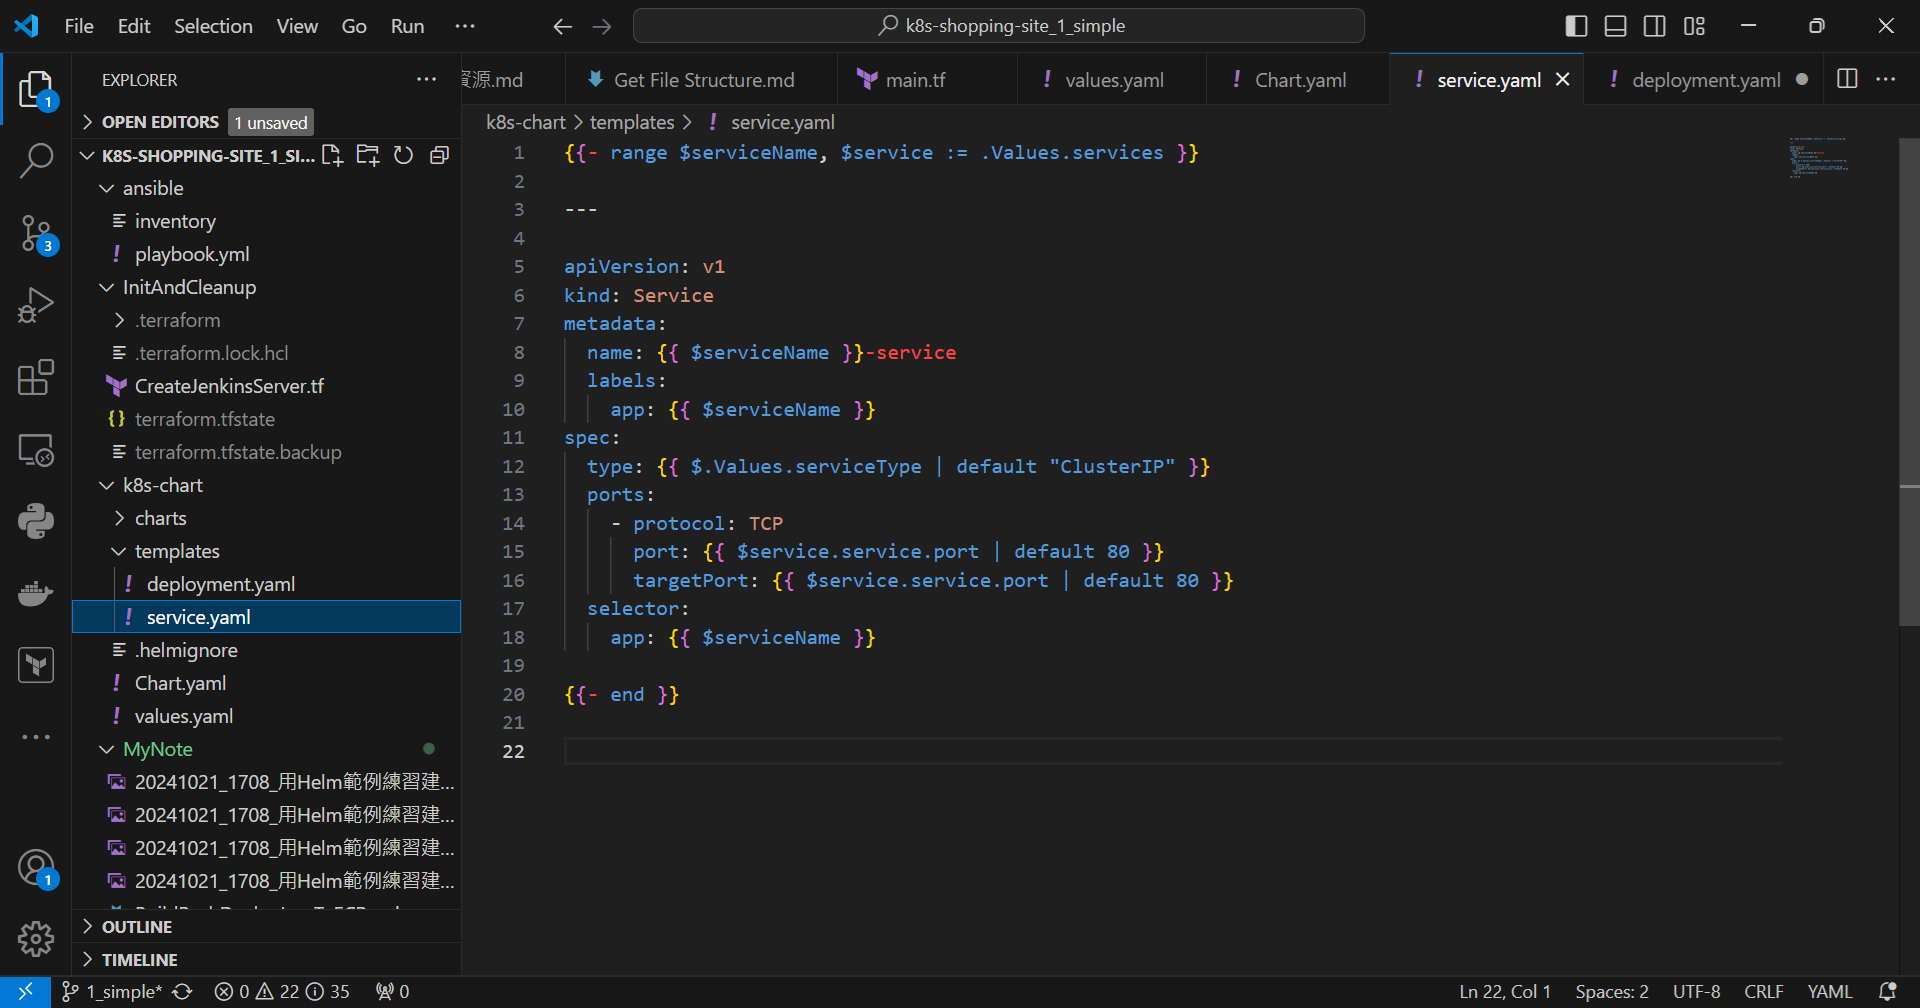 File Edit Selection View Go Run ···
k8s-shopping-site_1_simple
EXPLORER
OPEN EDITORS 1 unsaved
K8S-SHOPPING-SITE_1_SI...
ansible
inventory
playbook.yml
InitAndCleanup
.terraform
.terraform.lock.hcl
CreateJenkinsServer.tf
terraform.tfstate
terraform.tfstate.backup
k8s-chart
charts
templates
deployment.yaml
service.yaml
.helmignore
Chart.yaml
values.yaml
MyNote
20241021_1708_用Helm範例練習建...
20241021_1708_用Helm範例練習建...
20241021_1708_用Helm範例練習建...
20241021_1708_用Helm範例練習建...
OUTLINE
TIMELINE
1
3
1
資源.md Get File Structure.md main.tf values.yaml Chart.yaml service.yaml deployment.yaml
k8s-chart > templates > ! service.yaml
1 {{- range $serviceName, $service := .Values.services }}
2
3 ---
4
5 apiVersion: v1
6 kind: Service
7 metadata:
8   name: {{ $serviceName }}-service
9   labels:
10     app: {{ $serviceName }}
11 spec:
12   type: {{ $.Values.serviceType | default "ClusterIP" }}
13   ports:
14     - protocol: TCP
15       port: {{ $service.service.port | default 80 }}
16       targetPort: {{ $service.service.port | default 80 }}
17   selector:
18     app: {{ $serviceName }}
19
20 {{- end }}
21
22
1_simple* 0 22 35 0 Ln 22, Col 1 Spaces: 2 UTF-8 CRLF YAML